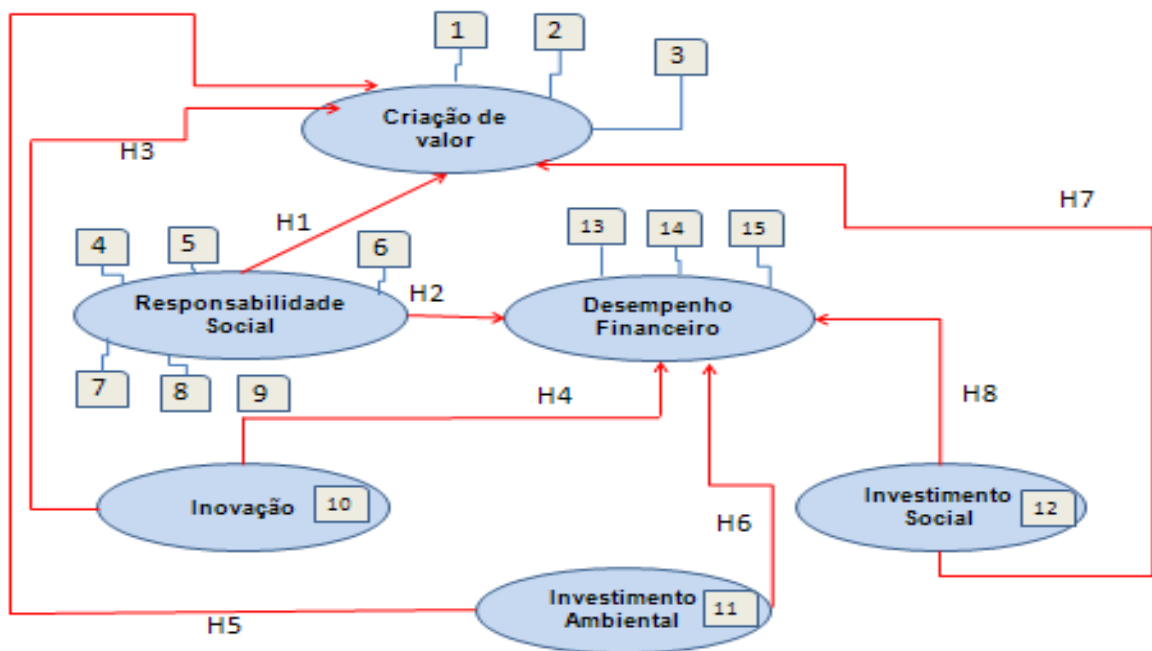 1
2
3
Criação de
valor
H3
H7
H1
4
5
6
13
14
15
H2
Responsabilidade
Social
Desempenho
Financeiro
7
8
9
H4
H8
Inovação
10
Investimento
Social
12
H6
Investimento
Ambiental
11
H5